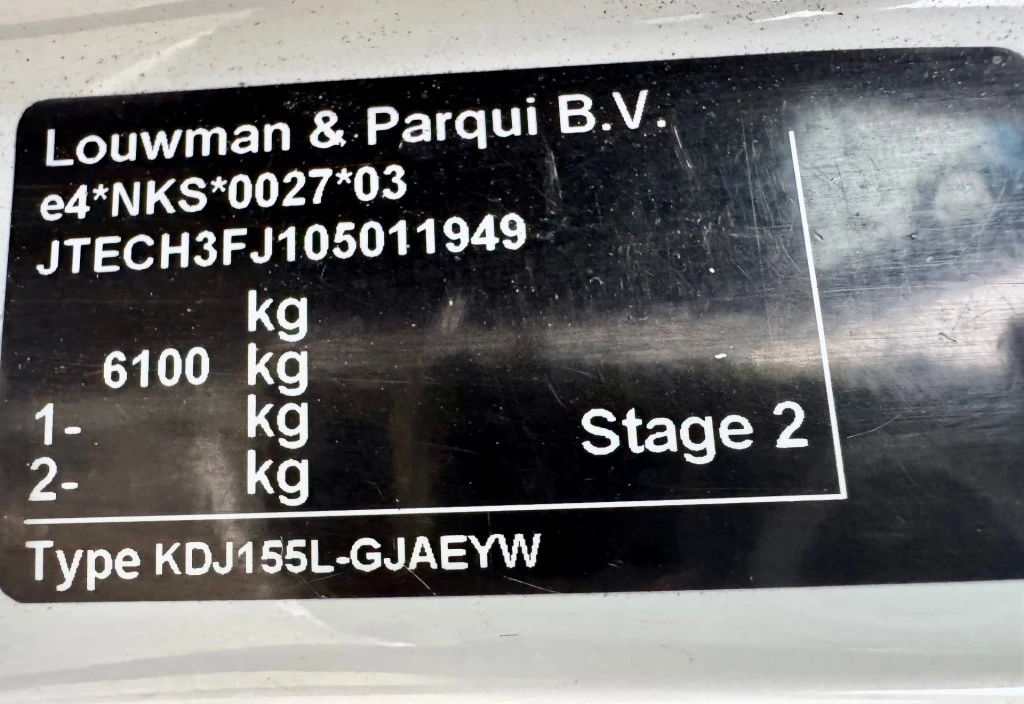 Louwman & Parqui B.V.
e4*NKS*0027*03
JTECH3FJ105011949
kg
6100 kg
1- kg
2- kg
Stage 2
Type KDJ155L-GJAEYW